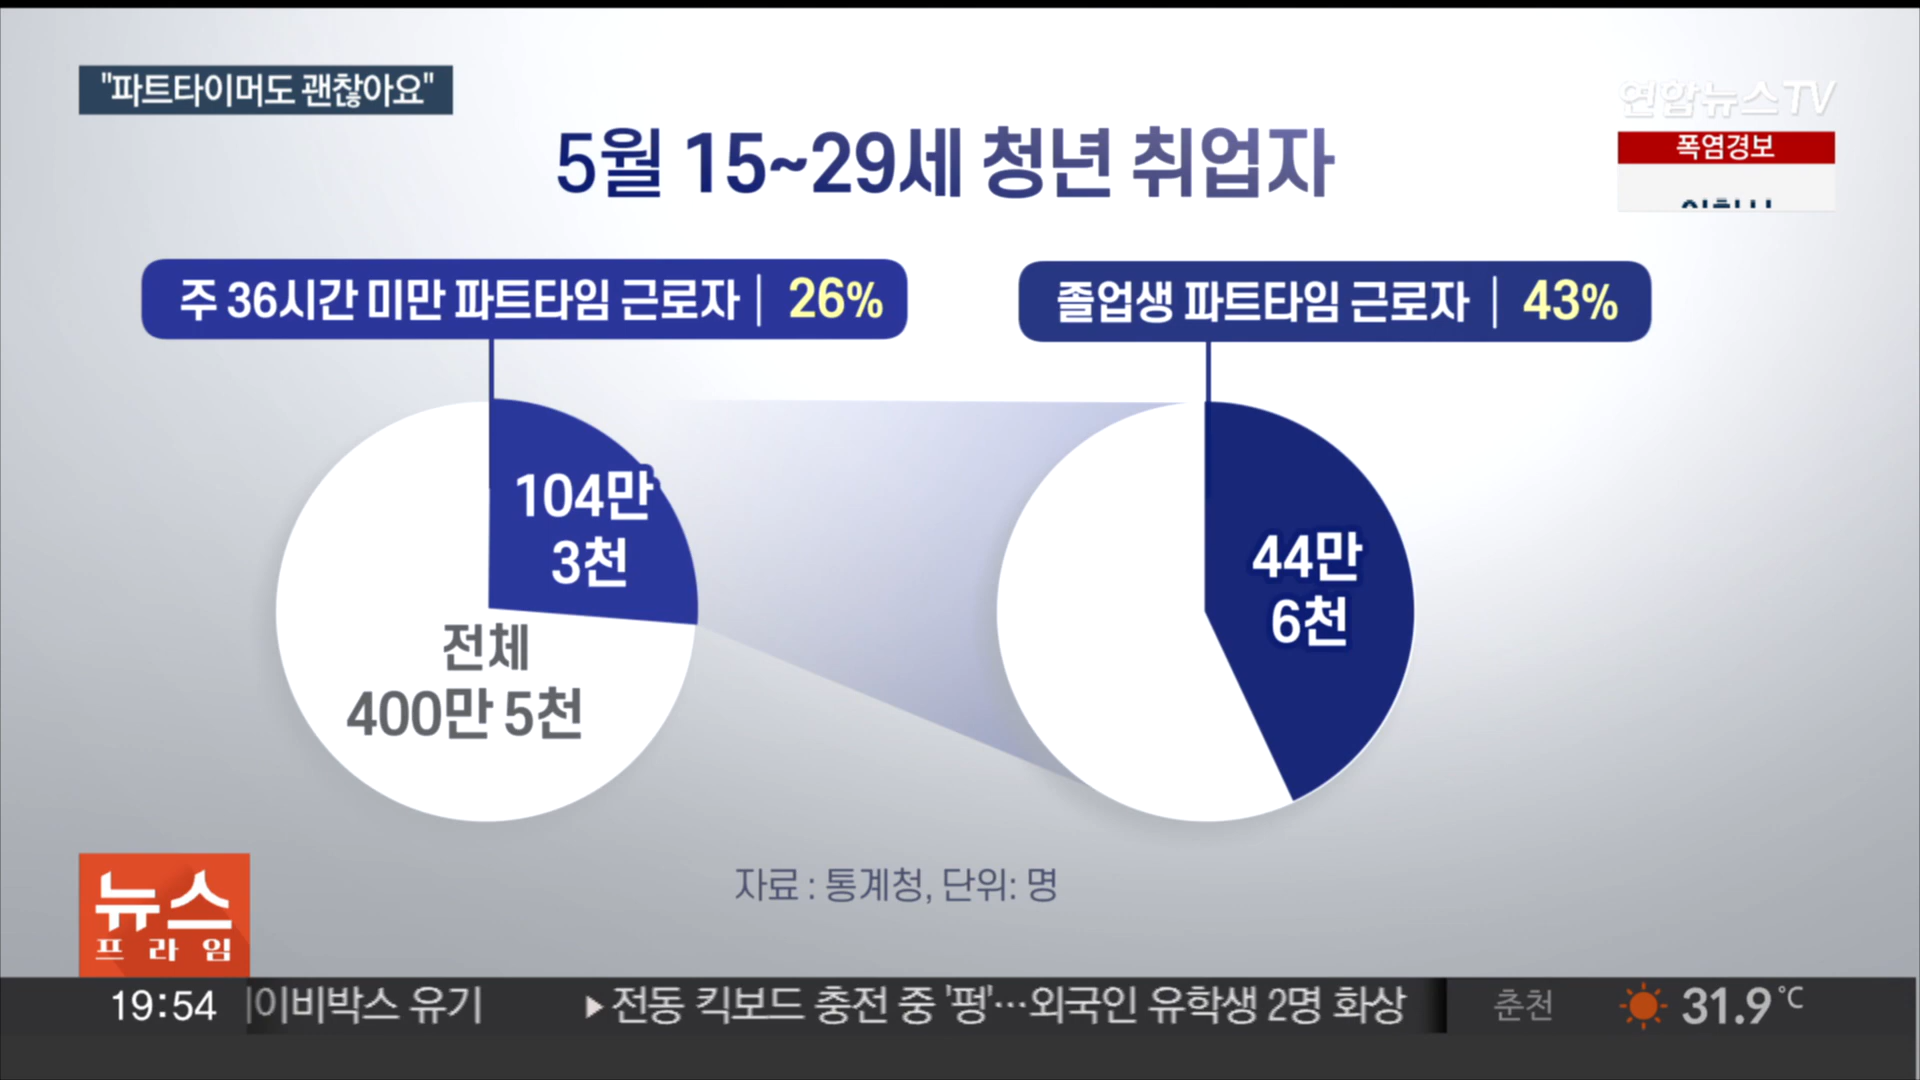 "파트타이머도 괜찮아요"
연합뉴스TV
폭염경보
5월 15~29세 청년 취업자
주 36시간 미만 파트타임 근로자 | 26%
졸업생 파트타임 근로자 | 43%
104만
3천
전체
400만 5천
44만
6천
자료 : 통계청, 단위: 명
뉴스
프라임
19:54
이비박스 유기 ▶전동 킥보드 충전 중 '펑'…외국인 유학생 2명 화상
춘천 31.9℃